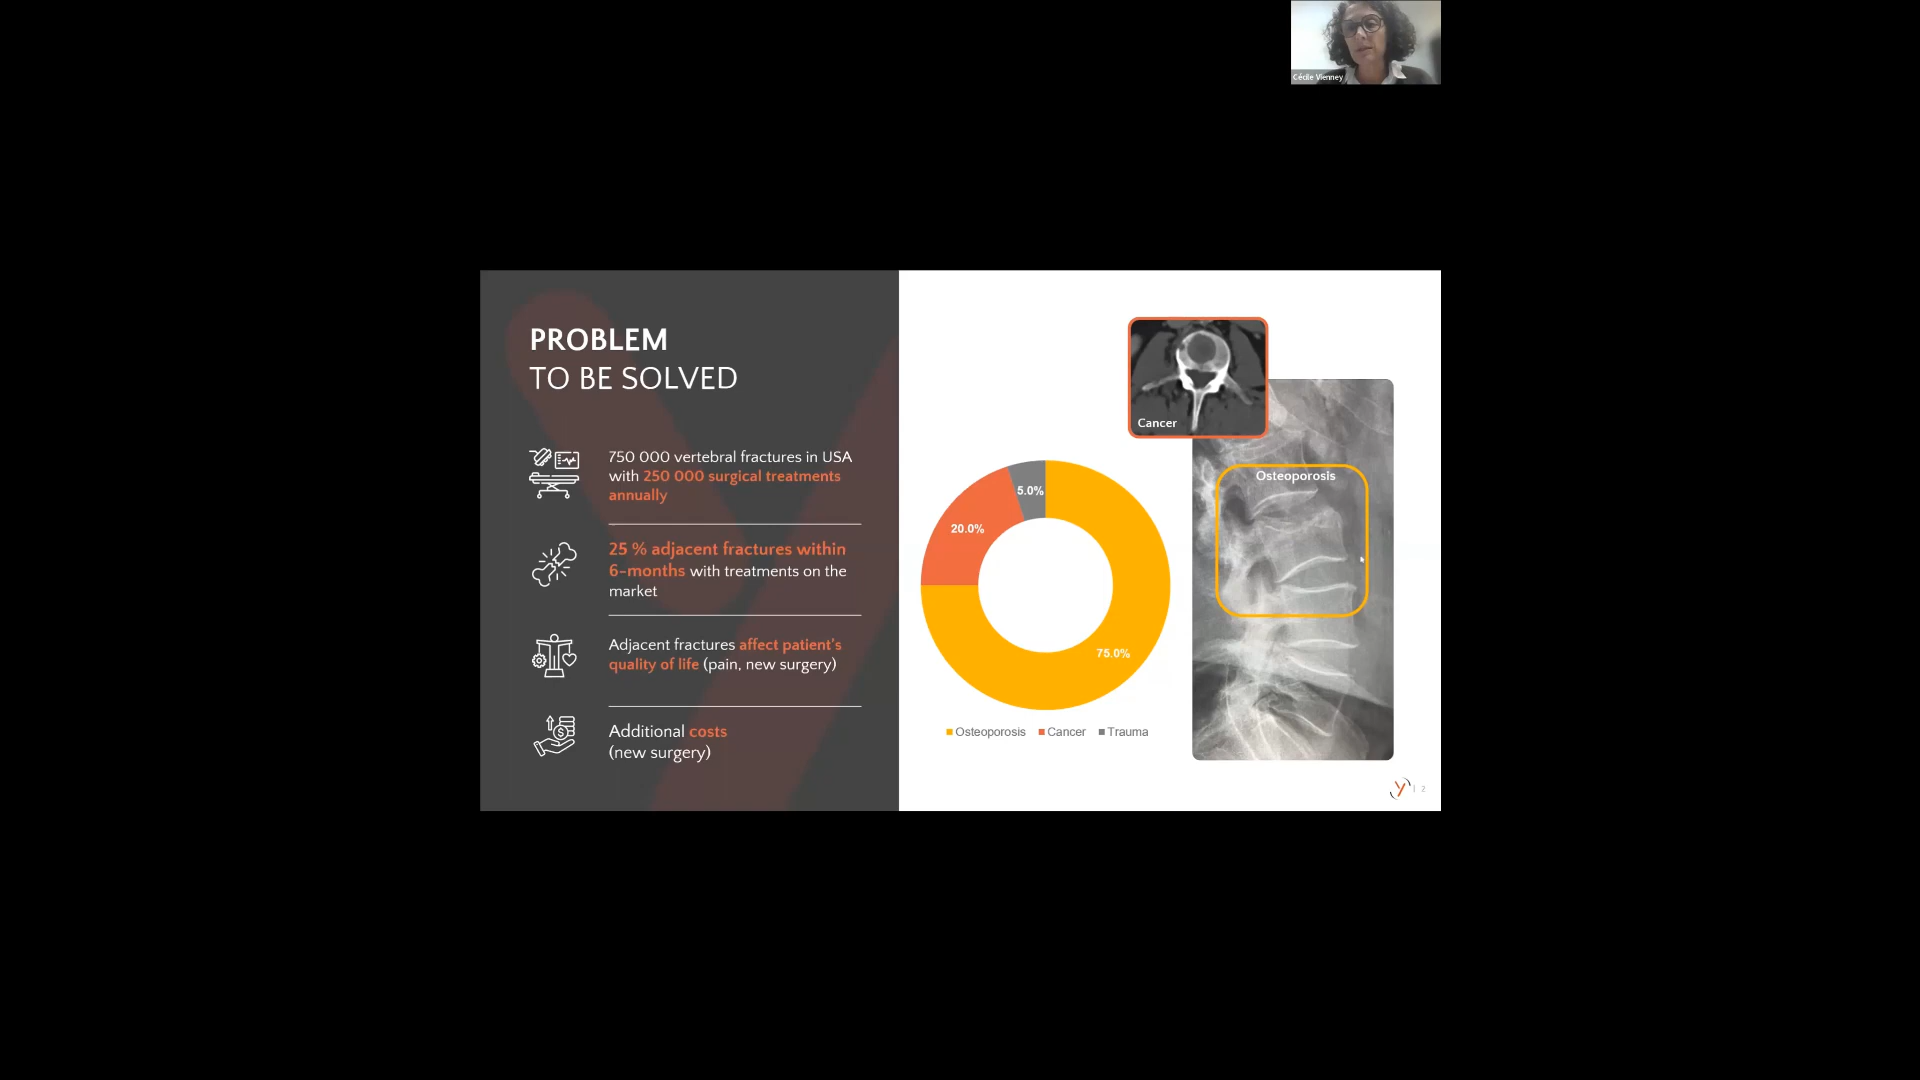 Cécile Vienney
PROBLEM
TO BE SOLVED
750 000 vertebral fractures in USA
with 250 000 surgical treatments
annually
25 % adjacent fractures within
6-months with treatments on the
market
Adjacent fractures affect patient's
quality of life (pain, new surgery)
Additional costs
(new surgery)
Cancer
Osteoporosis
5.0%
20.0%
75.0%
Osteoporosis Cancer Trauma
y | 2